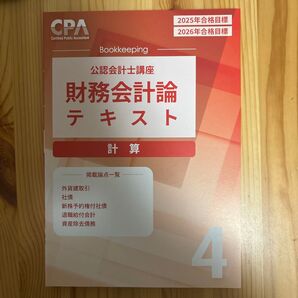 CPA
Certified Public Accountant
2025年合格目標
2026年合格目標
Bookkeeping
公認会計士講座
財務会計論
テキスト
計算
掲載論点一覧
外貨建取引
社債
新株予約権付社債
退職給付会計
資産除去債務
4